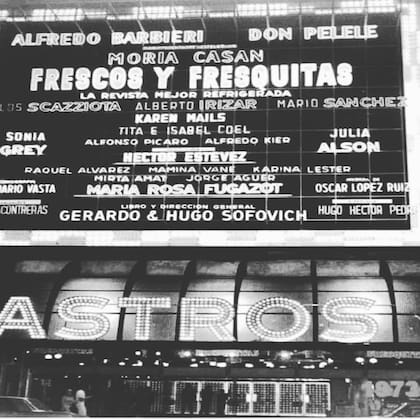 ALFREDO BARBIERI DON PELELE
MORIA CASAN
FRESCOS Y FRESQUITAS
LA REVISTA MEJOR REFRIGERADA
SCAZZIOTA ALBERTO IRIZAR MARIO SANCHEZ
KAREN MAILS
TITA E ISABEL COEL
SONIA GREY
JULIA ALSON
ALFONSO PICARO ALFREDO KIER
HECTOR ESTEVEZ
RAQUEL ALVAREZ MAMINA VANE KARINA LESTER
MIRTA AMAT JORGE AGUER
DARIO VASTA
MARIA ROSA FUGAZOT
OSCAR LOPEZ RUIZ
LIBRO Y DIRECCION GENERAL
CONTRERAS
GERARDO & HUGO SOFOVICH
HUGO HECTOR PED
ASTROS